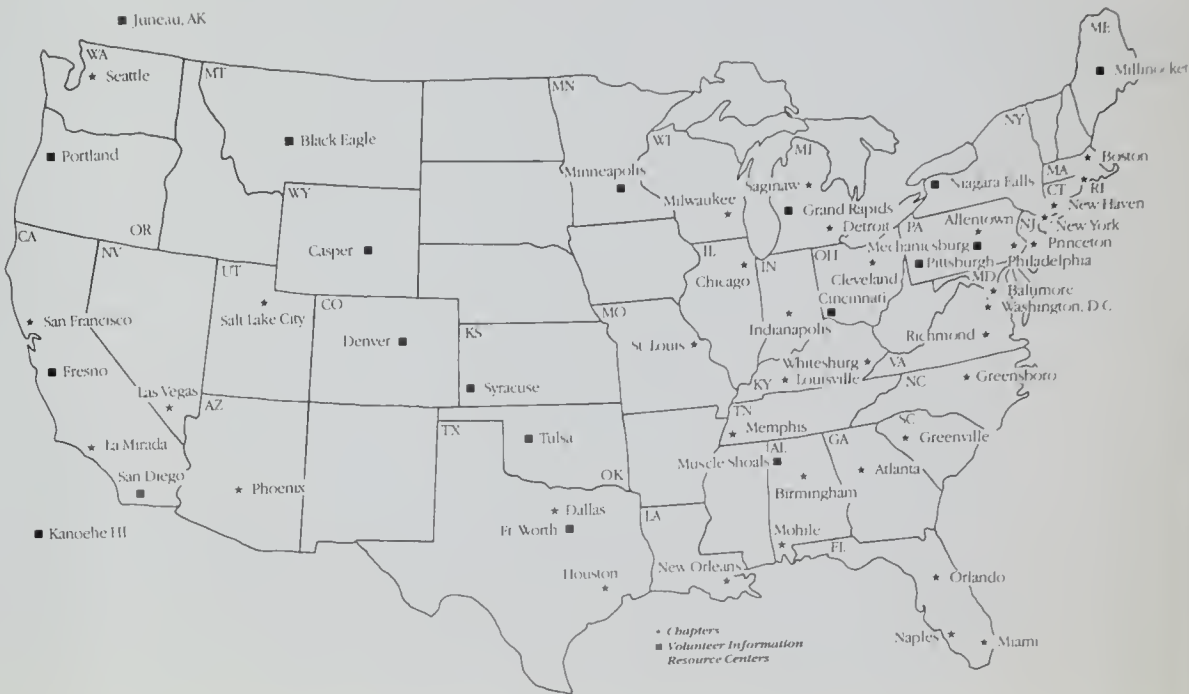 Juneau, AK
WA
Seattle
MT
MN
ME
Millinocket
Black Eagle
Portland
WI
MI
NY
Minneapolis
Saginaw
Niagara Falls
MA
Boston
CT
RI
WY
Milwaukee
Grand Rapids
New Haven
Detroit
PA
Allentown
NJ
New York
OR
CA
NV
Casper
IL
IN
OH
Mechanicsburg
Princeton
UT
Chicago
Cleveland
Pittsburgh
Philadelphia
MD
Baltimore
CO
Salt Lake City
MO
Cincinnati
Washington, D.C.
San Francisco
KS
Indianapolis
Denver
St. Louis
Richmond
Whitesburg
VA
Fresno
Syracuse
KY
Louisville
NC
Greensboro
Las Vegas
AZ
TN
TX
SC
La Mirada
Tulsa
Memphis
AL
GA
Greenville
San Diego
Muscle Shoals
OK
Atlanta
Phoenix
Birmingham
Dallas
LA
Kanoehe HI
Ft. Worth
Mobile
FL
Houston
New Orleans
Orlando
Naples
Miami
Chapters
Volunteer Information
Resource Centers